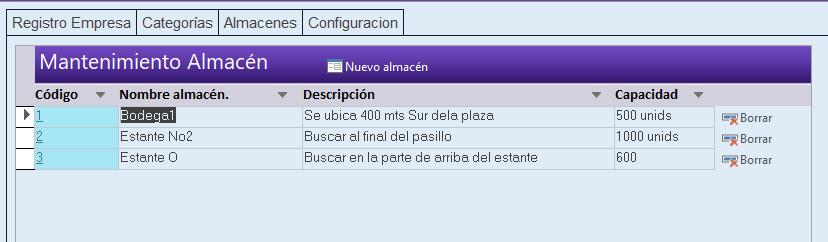 Registro Empresa Categorías Almacenes Configuracion
Mantenimiento Almacén Nuevo almacén
Código Nombre almacén. Descripción Capacidad
1 Bodega1 Se ubica 400 mts Sur dela plaza 500 unids Borrar
2 Estante No2 Buscar al final del pasillo 1000 unids Borrar
3 Estante O Buscar en la parte de arriba del estante 600 Borrar